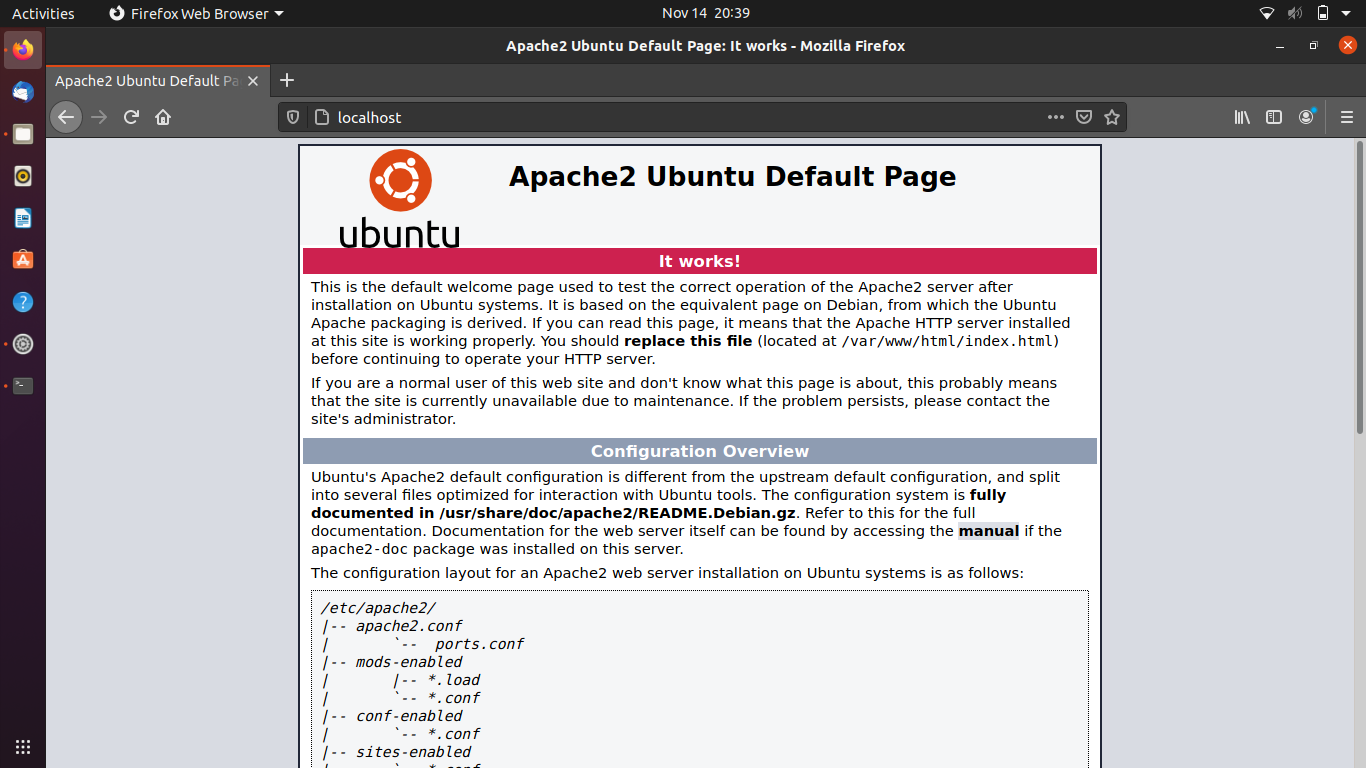 Activities
Firefox Web Browser
Nov 14 20:39
Apache2 Ubuntu Default Page: It works - Mozilla Firefox
Apache2 Ubuntu Default Pa
localhost
ubuntu
Apache2 Ubuntu Default Page
It works!
This is the default welcome page used to test the correct operation of the Apache2 server after
installation on Ubuntu systems. It is based on the equivalent page on Debian, from which the Ubuntu
Apache packaging is derived. If you can read this page, it means that the Apache HTTP server installed
at this site is working properly. You should replace this file (located at /var/www/html/index.html)
before continuing to operate your HTTP server.
If you are a normal user of this web site and don't know what this page is about, this probably means
that the site is currently unavailable due to maintenance. If the problem persists, please contact the
site's administrator.
Configuration Overview
Ubuntu's Apache2 default configuration is different from the upstream default configuration, and split
into several files optimized for interaction with Ubuntu tools. The configuration system is fully
documented in /usr/share/doc/apache2/README.Debian.gz. Refer to this for the full
documentation. Documentation for the web server itself can be found by accessing the manual if the
apache2-doc package was installed on this server.
The configuration layout for an Apache2 web server installation on Ubuntu systems is as follows:
/etc/apache2/
|-- apache2.conf
|       `--  ports.conf
|-- mods-enabled
|       |-- *.load
|       `-- *.conf
|-- conf-enabled
|       `-- *.conf
|-- sites-enabled
|       `-- *.conf